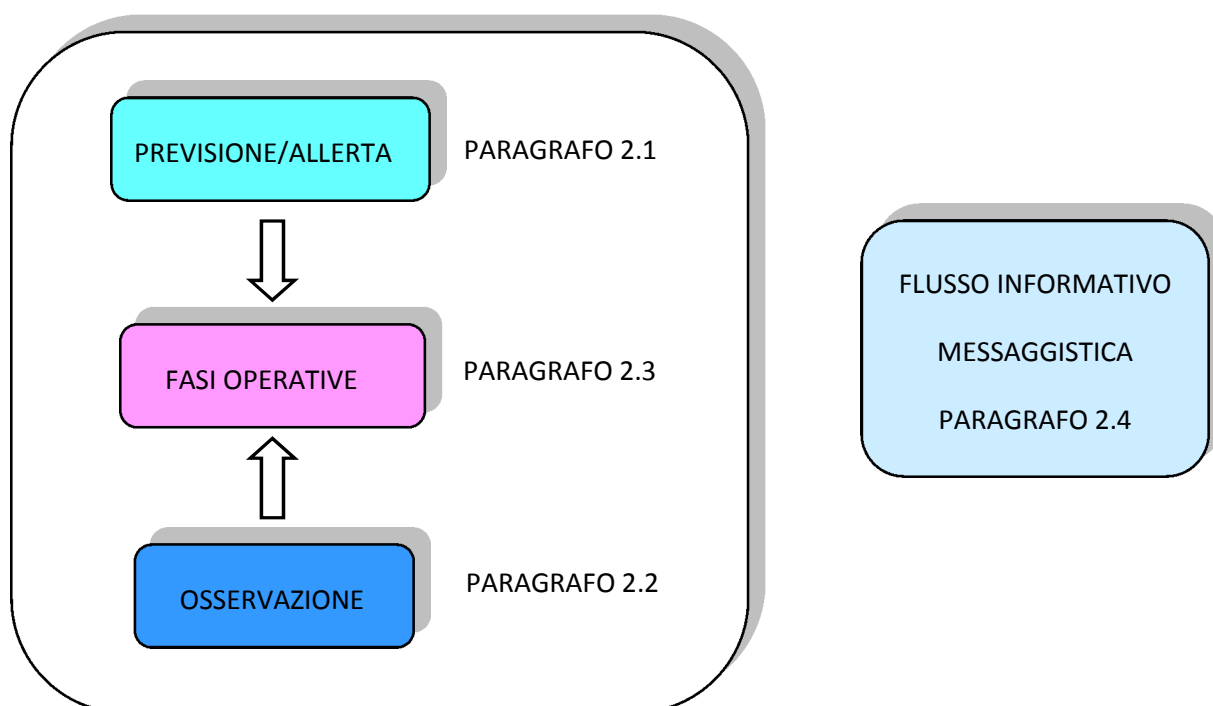 PREVISIONE/ALLERTA
PARAGRAFO 2.1
FASI OPERATIVE
PARAGRAFO 2.3
OSSERVAZIONE
PARAGRAFO 2.2
FLUSSO INFORMATIVO
MESSAGGISTICA
PARAGRAFO 2.4